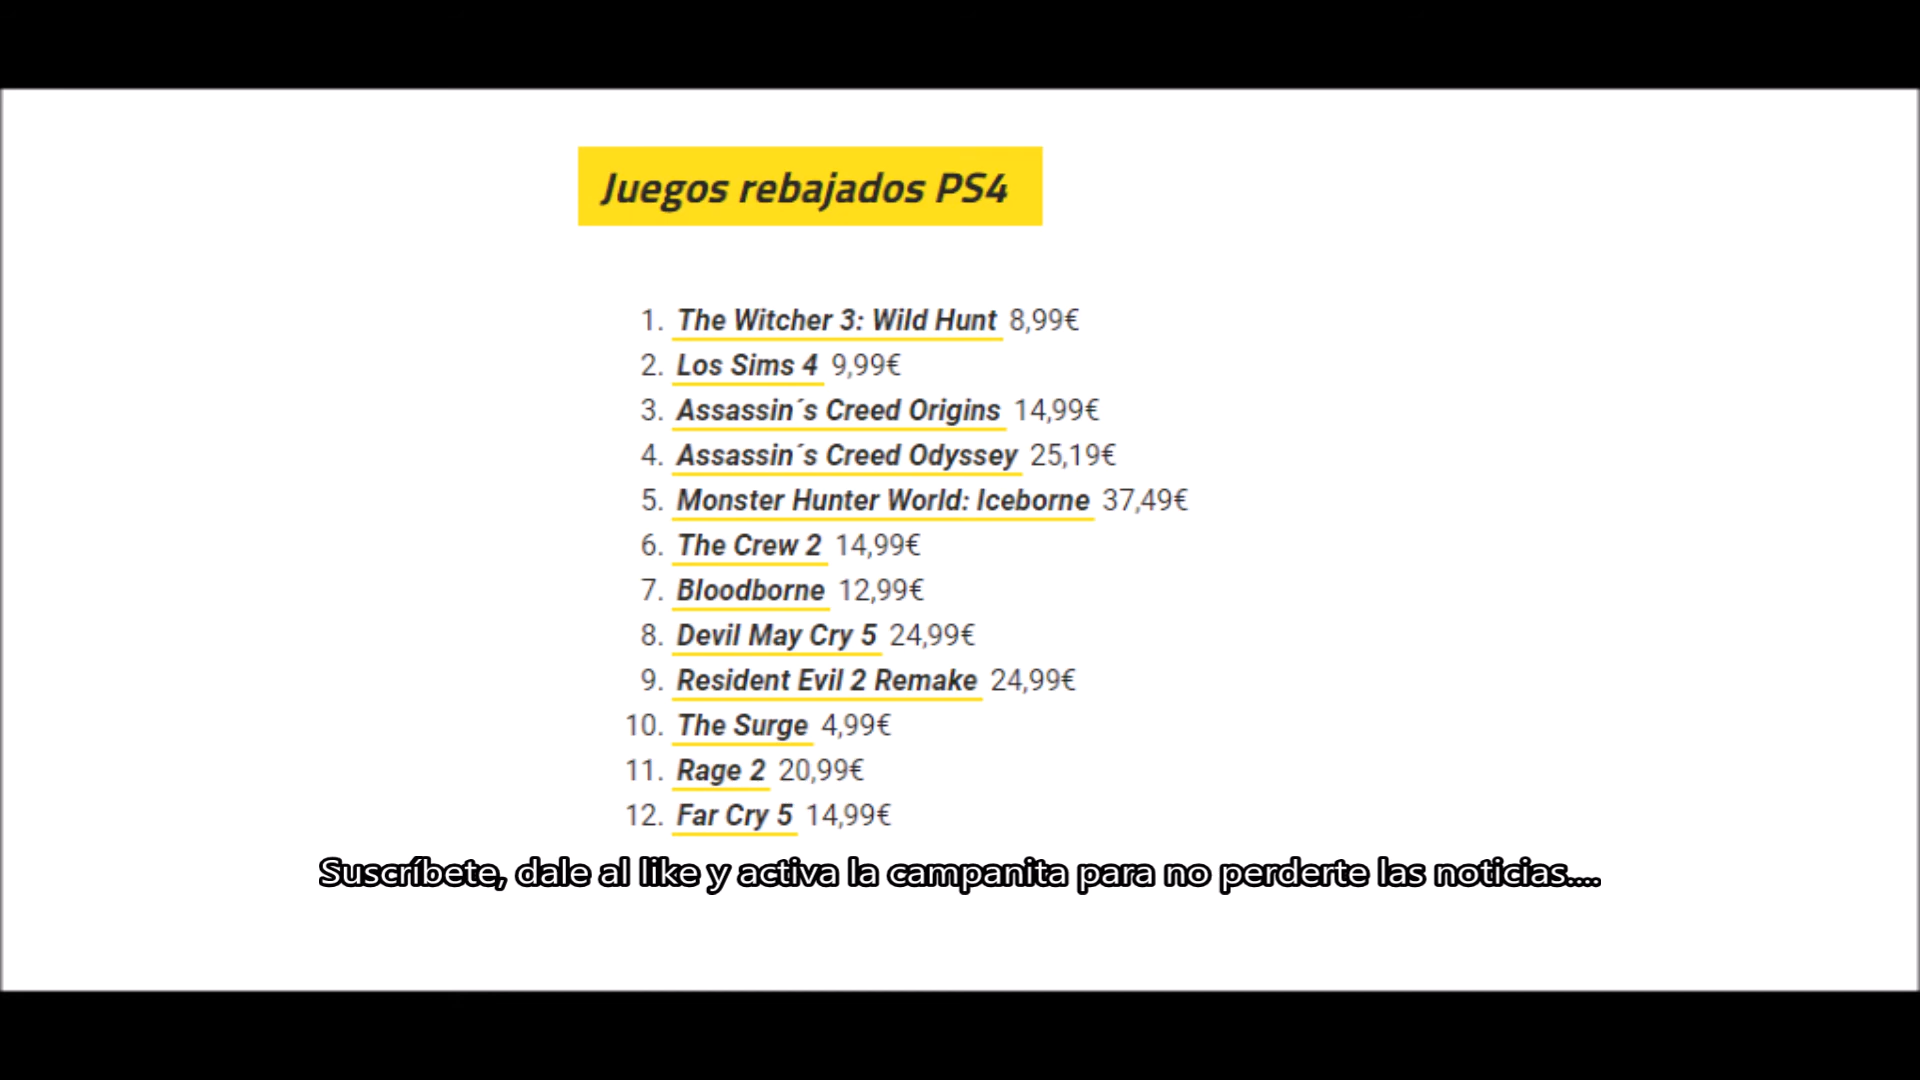 Juegos rebajados PS4
1. The Witcher 3: Wild Hunt 8,99€
2. Los Sims 4 9,99€
3. Assassin´s Creed Origins 14,99€
4. Assassin´s Creed Odyssey 25,19€
5. Monster Hunter World: Iceborne 37,49€
6. The Crew 2 14,99€
7. Bloodborne 12,99€
8. Devil May Cry 5 24,99€
9. Resident Evil 2 Remake 24,99€
10. The Surge 4,99€
11. Rage 2 20,99€
12. Far Cry 5 14,99€
Suscríbete, dale al like y activa la campanita para no perderte las noticias....